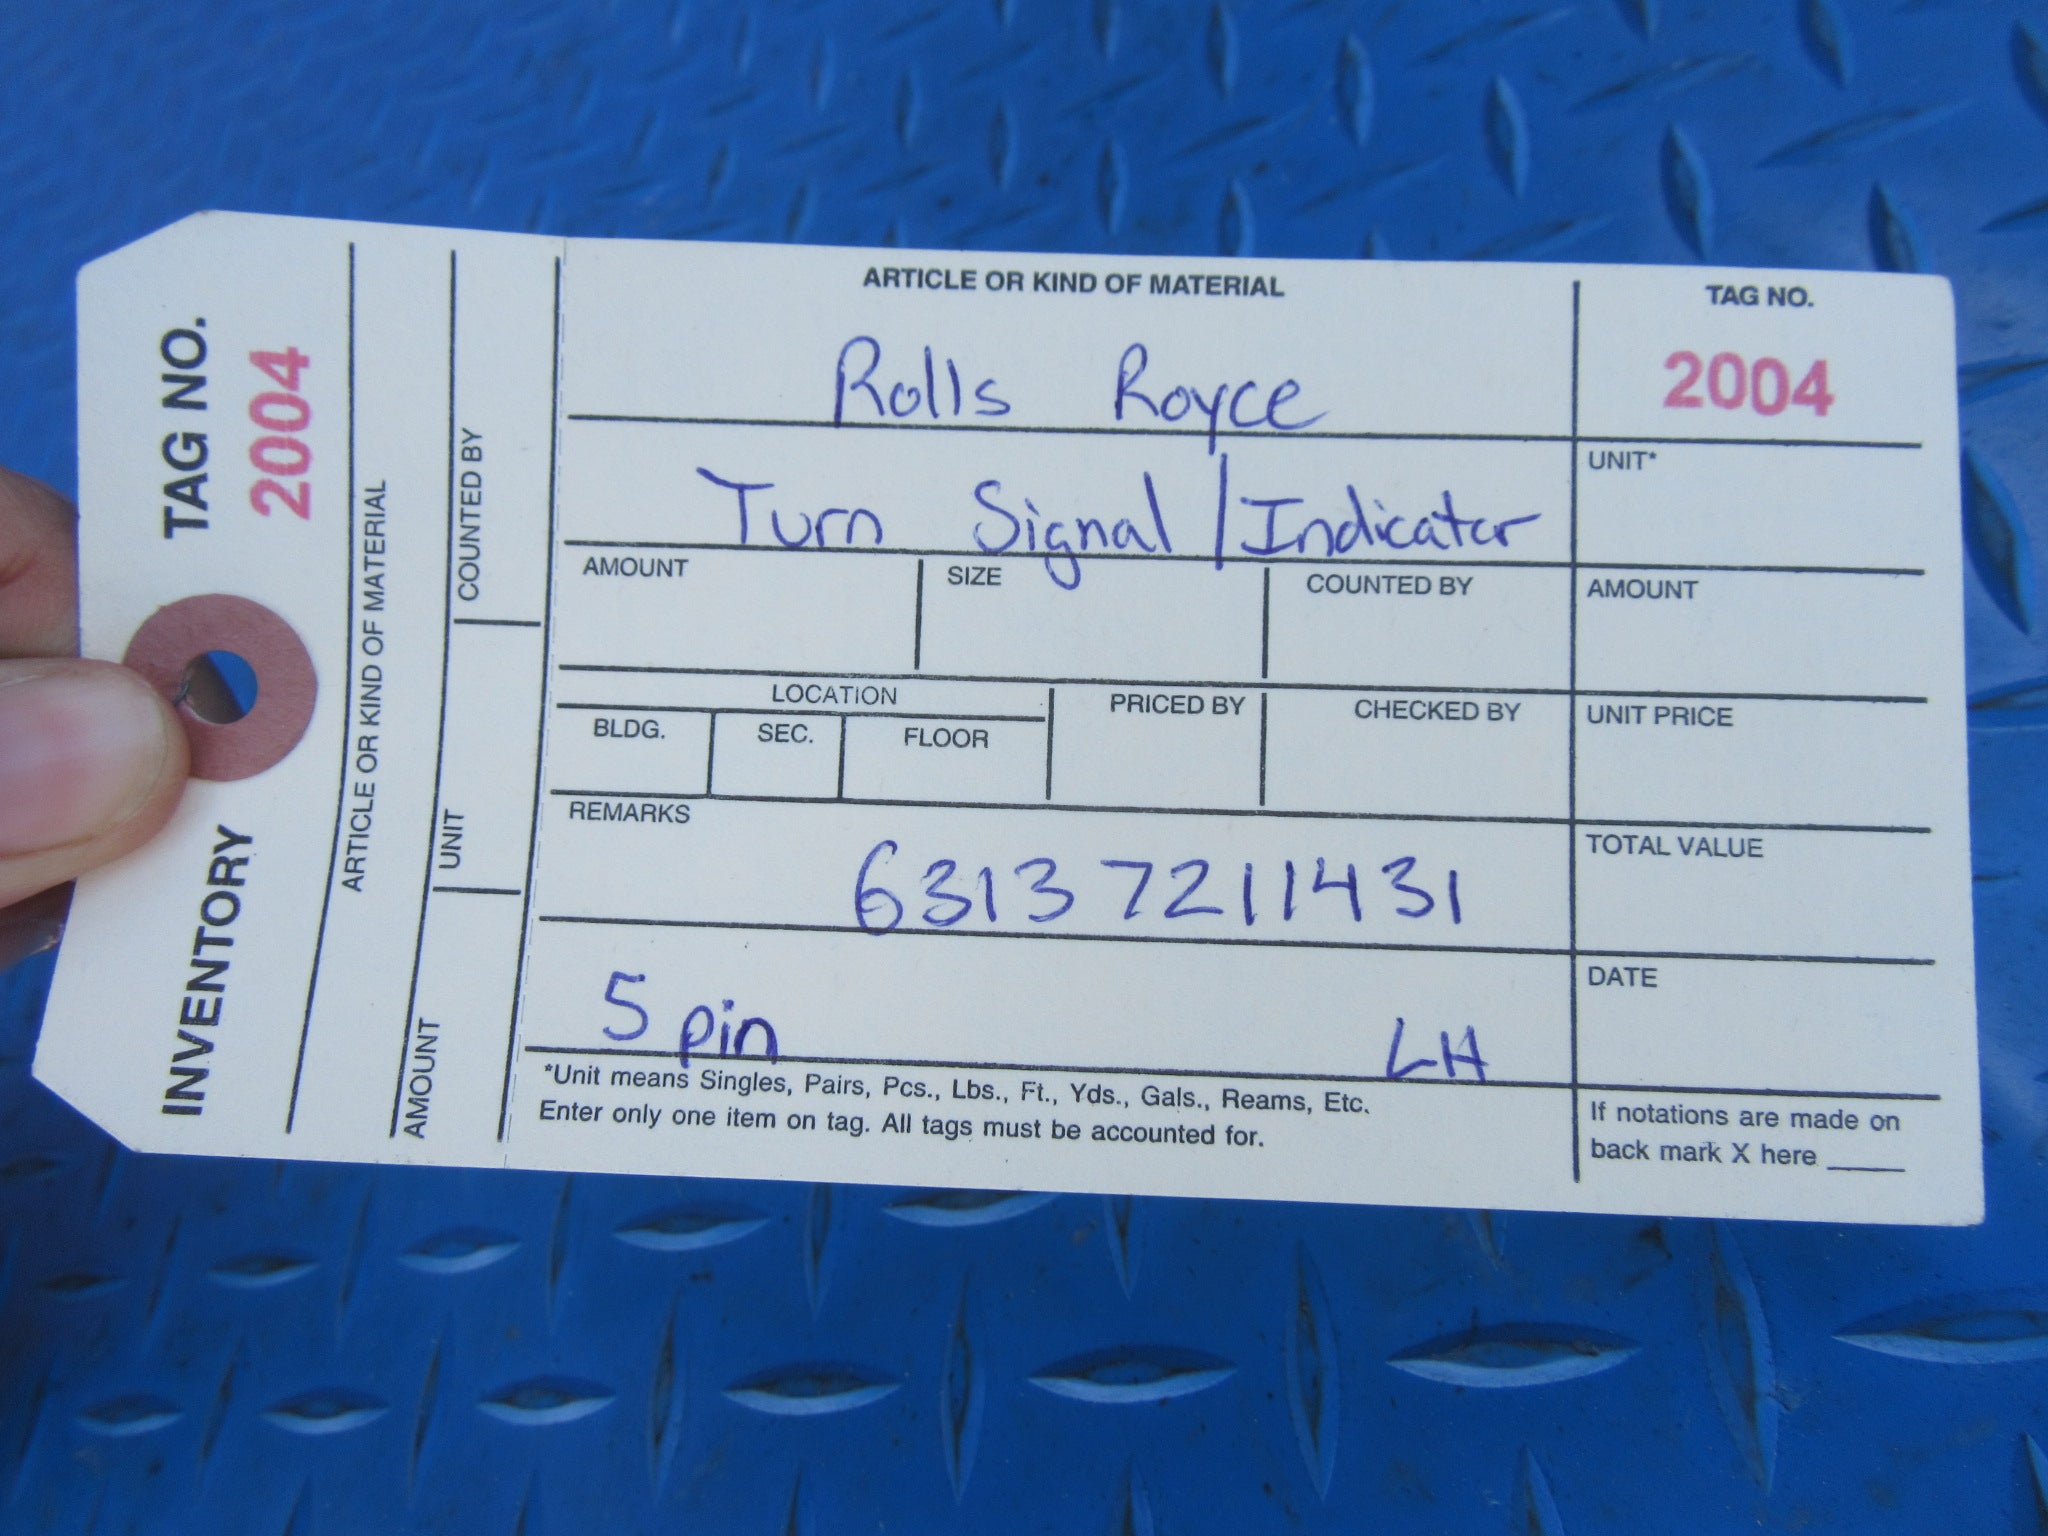 INVENTORY TAG NO.
2004
ARTICLE OR KIND OF MATERIAL
COUNTED BY
UNIT
AMOUNT
ARTICLE OR KIND OF MATERIAL
Rolls Royce
Turn Signal / Indicator
TAG NO.
2004
UNIT*
AMOUNT
SIZE
COUNTED BY
AMOUNT
LOCATION
BLDG.
SEC.
FLOOR
PRICED BY
CHECKED BY
UNIT PRICE
REMARKS
63137211431
TOTAL VALUE
5 pin
LH
DATE
*Unit means Singles, Pairs, Pcs., Lbs., Ft., Yds., Gals., Reams, Etc.
Enter only one item on tag. All tags must be accounted for.
If notations are made on
back mark X here ____